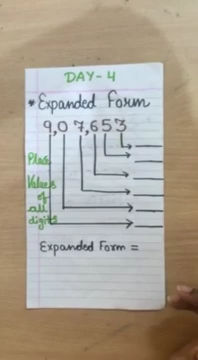 DAY-4
* Expanded Form
9,07,653
Place
Values
of
all
digits
Expanded Form =